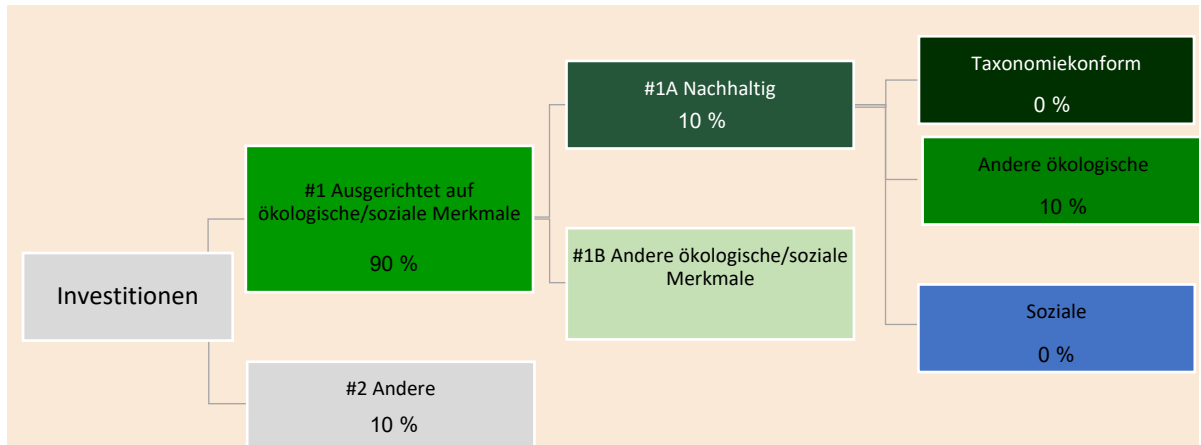 Investitionen
#1 Ausgerichtet auf
ökologische/soziale Merkmale
90 %
#2 Andere
10 %
#1A Nachhaltig
10 %
#1B Andere ökologische/soziale
Merkmale
Taxonomiekonform
0 %
Andere ökologische
10 %
Soziale
0 %